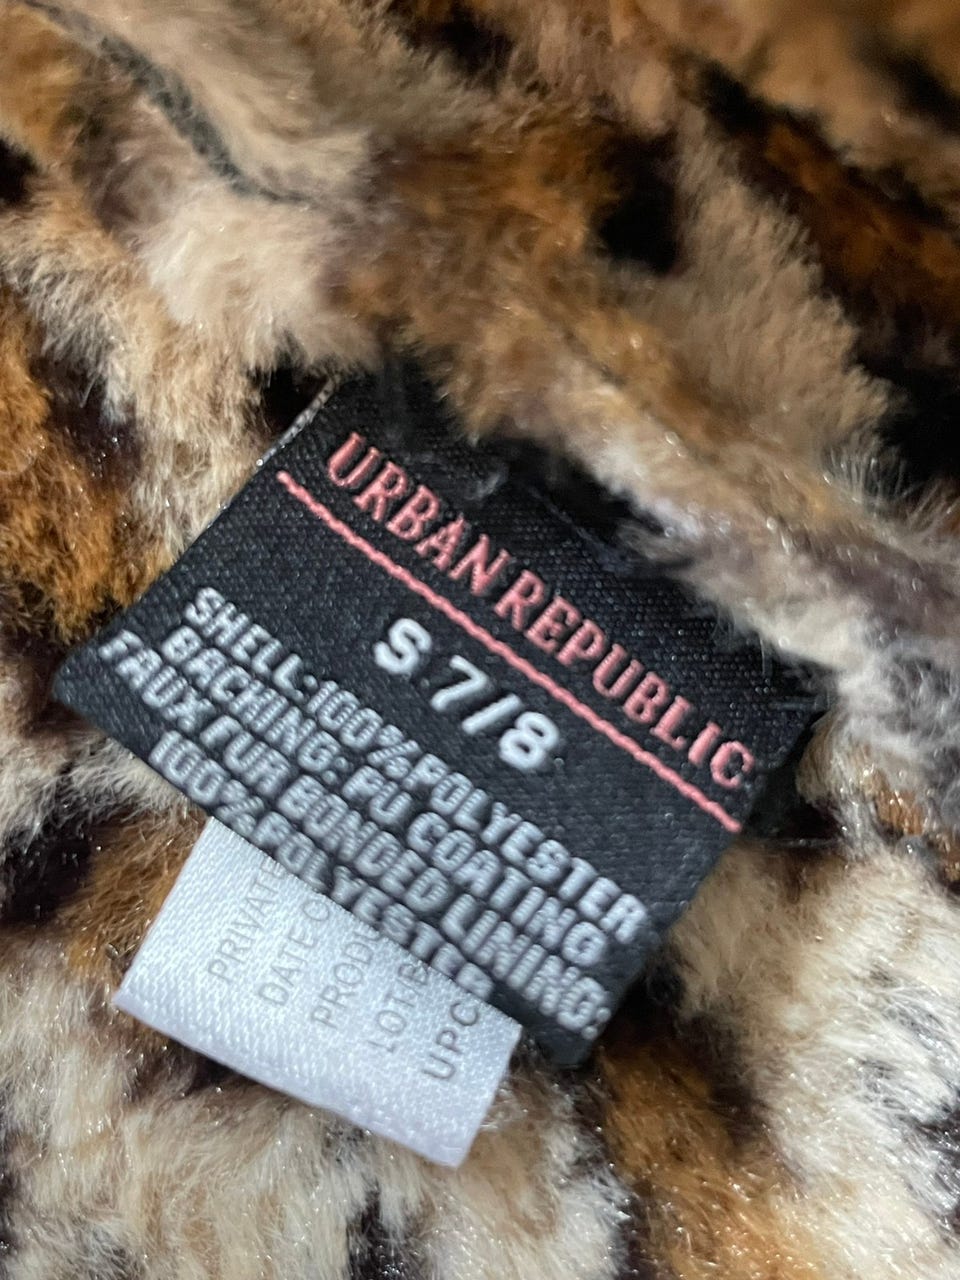 URBAN REPUBLIC
S 7/8
SHELL:100%POLYESTER
BACKING: PU COATING
FAUX FUR BONDED LINING:
100%POLYESTER
PRIVATE
DATE O
PROD
LOT B
UPC